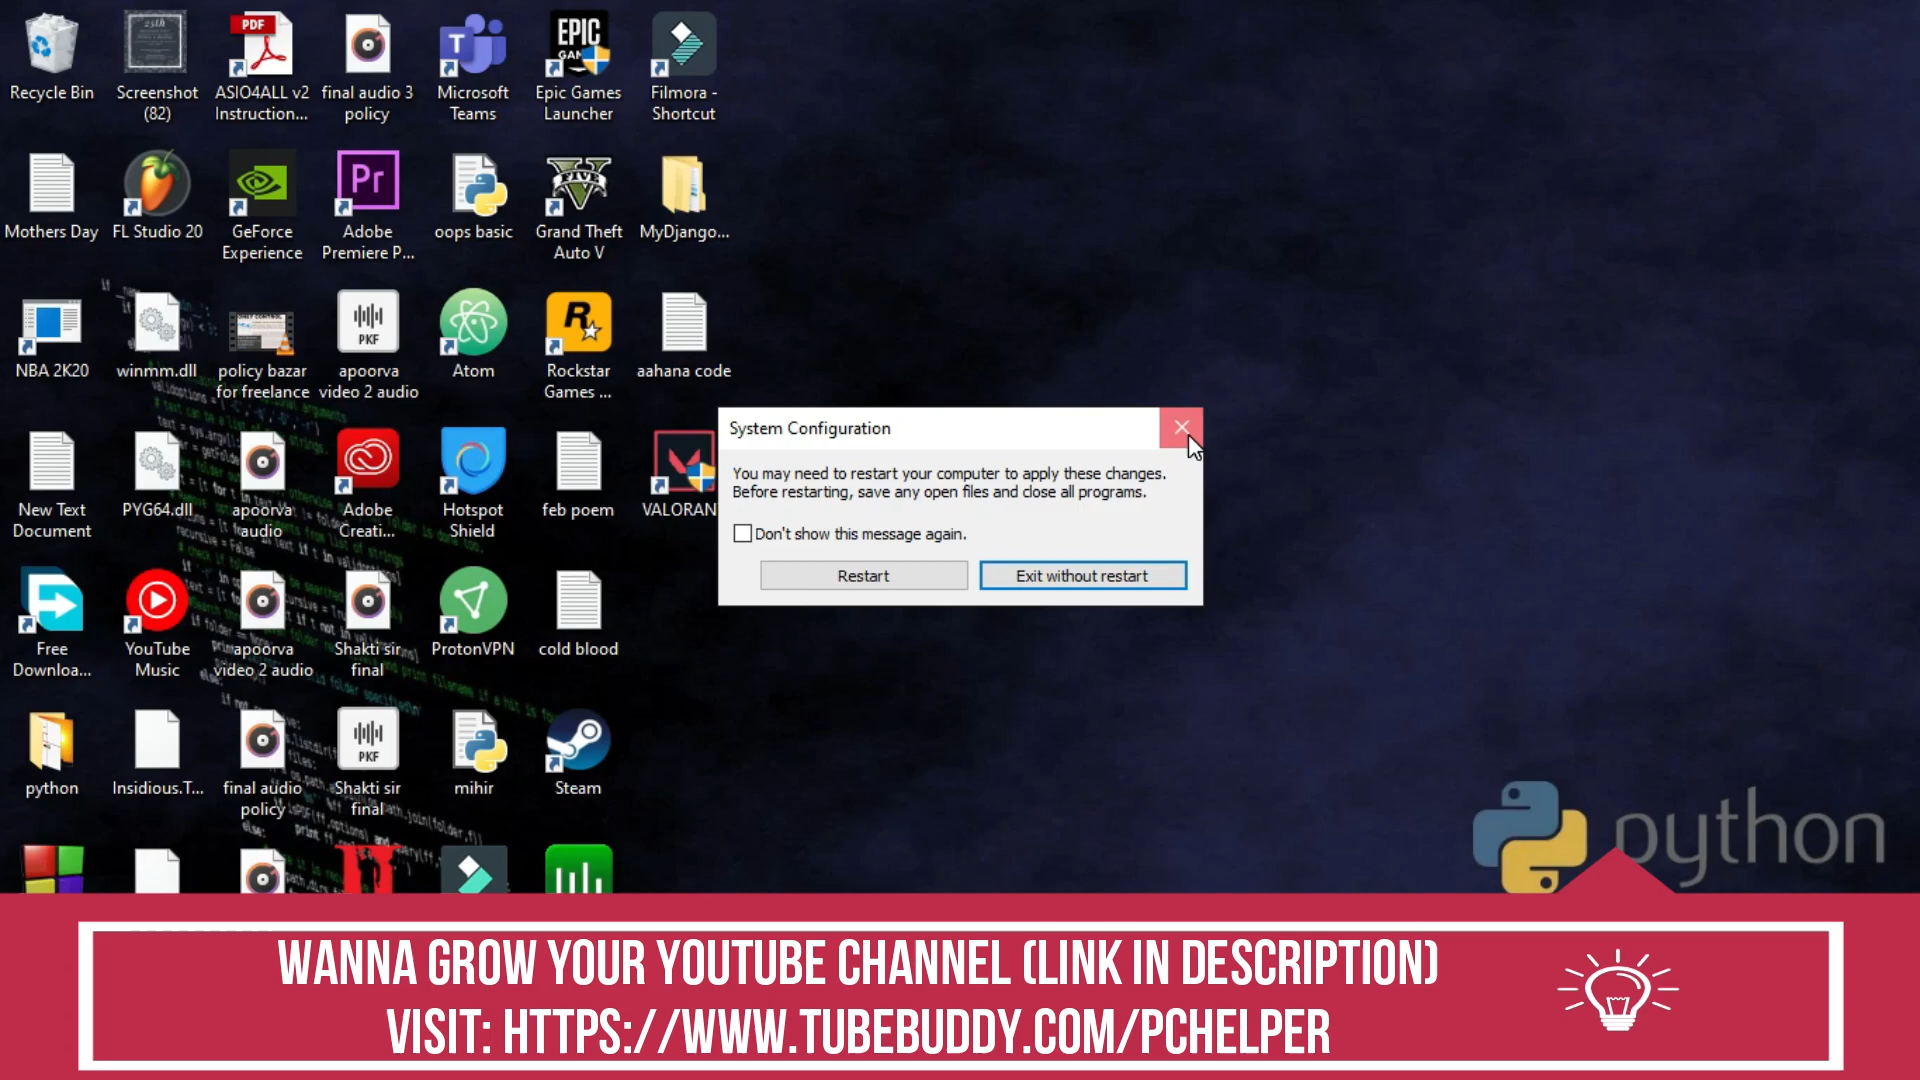 Recycle Bin
Screenshot
(82)
ASIO4ALL v2
Instruction...
final audio 3
policy
Microsoft
Teams
Epic Games
Launcher
Filmora -
Shortcut
Mothers Day
FL Studio 20
GeForce
Experience
Adobe
Premiere P...
oops basic
Grand Theft
Auto V
MyDjango...
NBA 2K20
winmm.dll
policy bazar
for freelance
PKF
apoorva
video 2 audio
Atom
Rockstar
Games ...
aahana code
New Text
Document
PYG64.dll
apoorva
audio
Adobe
Creati...
Hotspot
Shield
feb poem
VALORAN
System Configuration
You may need to restart your computer to apply these changes.
Before restarting, save any open files and close all programs.
Don't show this message again.
Restart
Exit without restart
Free
Downloa...
YouTube
Music
apoorva
video 2 audio
Shakti sir
final
ProtonVPN
cold blood
python
Insidious.T...
final audio
policy
PKF
Shakti sir
final
mihir
Steam
python
WANNA GROW YOUR YOUTUBE CHANNEL (LINK IN DESCRIPTION)
VISIT: HTTPS://WWW.TUBEBUDDY.COM/PCHELPER